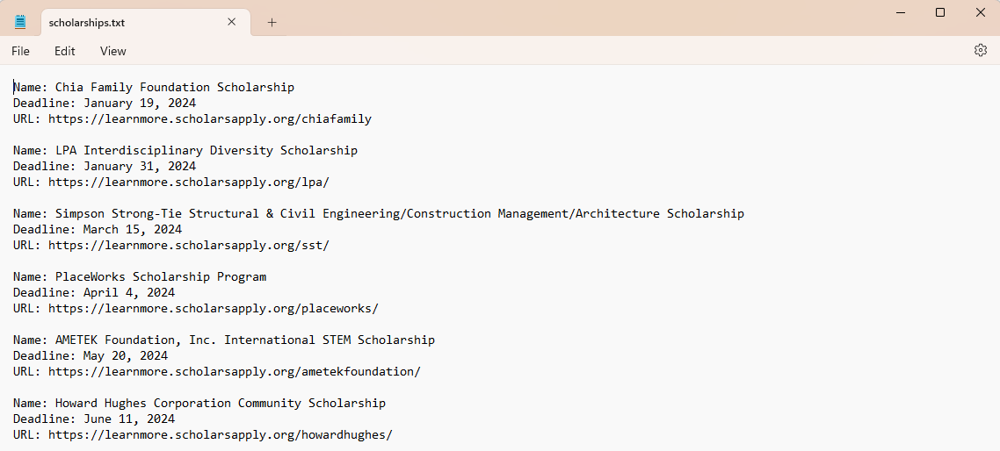 scholarships.txt
File Edit View
Name: Chia Family Foundation Scholarship
Deadline: January 19, 2024
URL: https://learnmore.scholarsapply.org/chiafamily
Name: LPA Interdisciplinary Diversity Scholarship
Deadline: January 31, 2024
URL: https://learnmore.scholarsapply.org/lpa/
Name: Simpson Strong-Tie Structural & Civil Engineering/Construction Management/Architecture Scholarship
Deadline: March 15, 2024
URL: https://learnmore.scholarsapply.org/sst/
Name: PlaceWorks Scholarship Program
Deadline: April 4, 2024
URL: https://learnmore.scholarsapply.org/placeworks/
Name: AMETEK Foundation, Inc. International STEM Scholarship
Deadline: May 20, 2024
URL: https://learnmore.scholarsapply.org/ametekfoundation/
Name: Howard Hughes Corporation Community Scholarship
Deadline: June 11, 2024
URL: https://learnmore.scholarsapply.org/howardhughes/